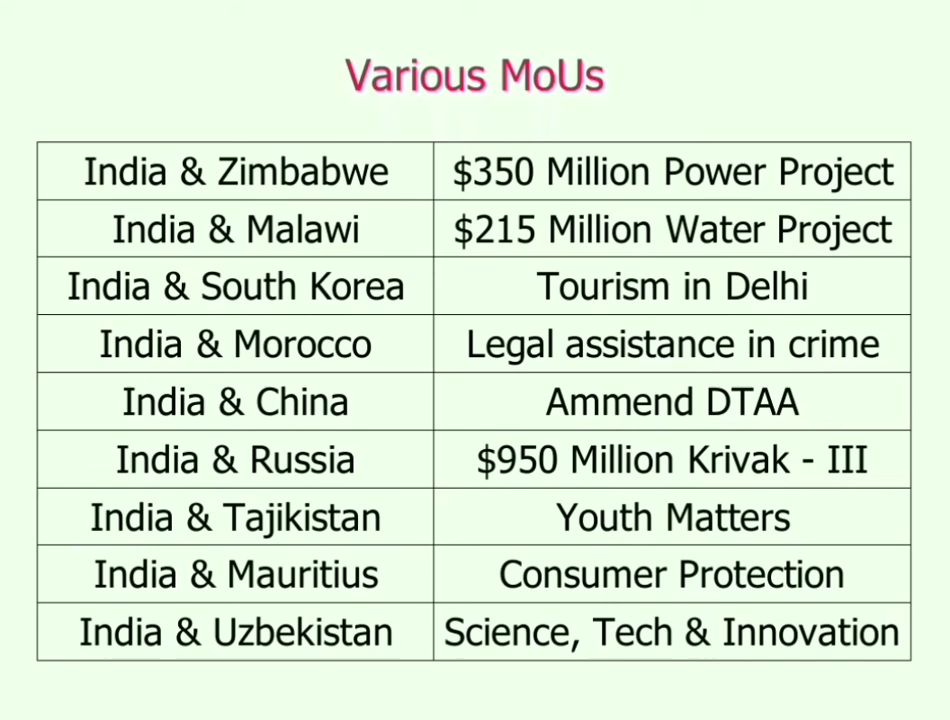 Various MoUs
India & Zimbabwe $350 Million Power Project
India & Malawi $215 Million Water Project
India & South Korea Tourism in Delhi
India & Morocco Legal assistance in crime
India & China Ammend DTAA
India & Russia $950 Million Krivak - III
India & Tajikistan Youth Matters
India & Mauritius Consumer Protection
India & Uzbekistan Science, Tech & Innovation